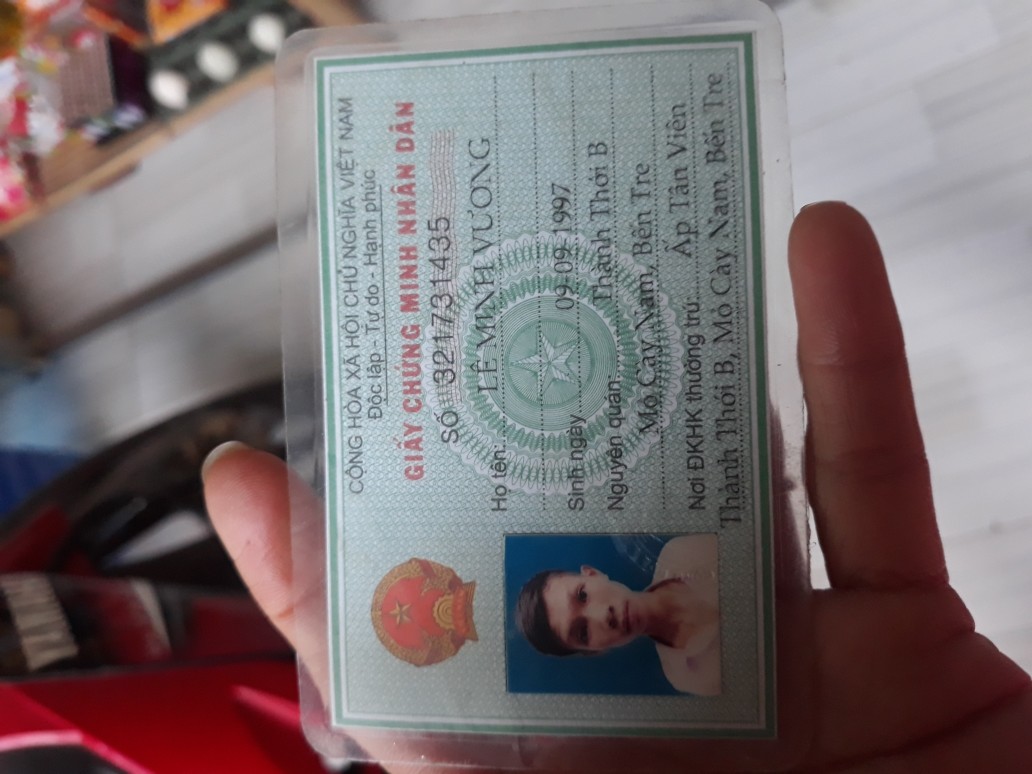 CỘNG HÒA XÃ HỘI CHỦ NGHĨA VIỆT NAM
Độc lập - Tự do - Hạnh phúc
GIẤY CHỨNG MINH NHÂN DÂN
SỐ 321731435
Họ tên: LÊ MINH VƯƠNG
Sinh ngày 09-09-1997
Nguyên quán: Thành Thới B
Mỏ Cày Nam, Bến Tre
Nơi ĐKHK thường trú: Ấp Tân Viên
Thành Thới B, Mỏ Cày Nam, Bến Tre